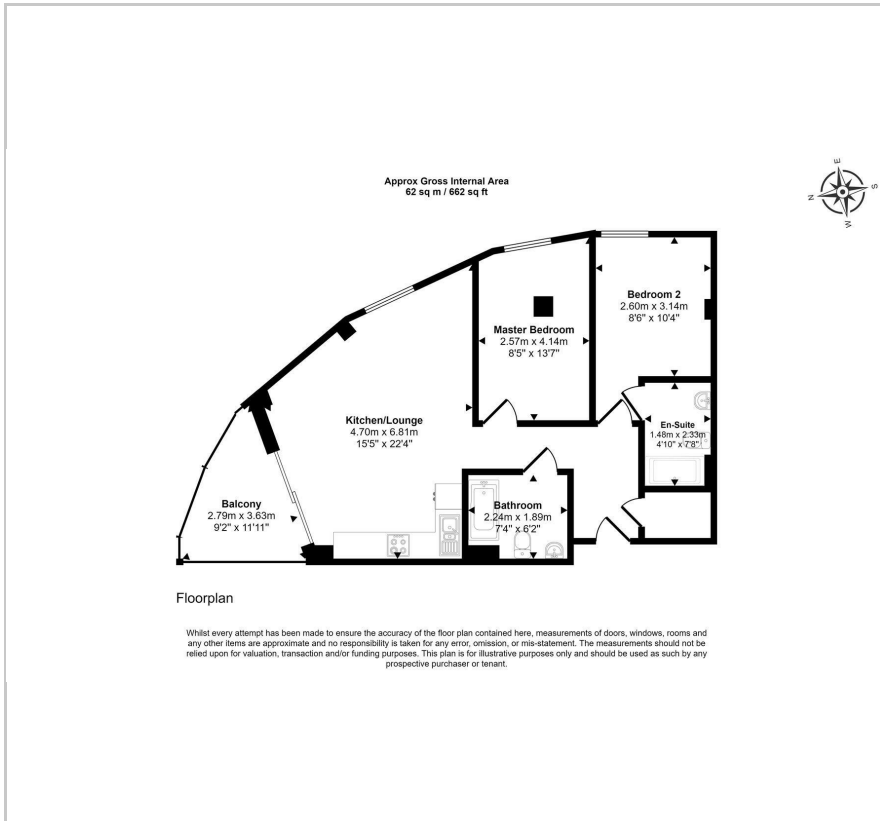 Approx Gross Internal Area
62 sq m / 662 sq ft
E
N
S
W
Bedroom 2
2.60m x 3.14m
8'6" x 10'4"
Master Bedroom
2.57m x 4.14m
8'5" x 13'7"
Kitchen/Lounge
4.70m x 6.81m
15'5" x 22'4"
En-Suite
1.48m x 2.33m
4'10" x 7'8"
Balcony
2.79m x 3.63m
9'2" x 11'11"
Bathroom
2.24m x 1.89m
7'4" x 6'2"
Floorplan
Whilst every attempt has been made to ensure the accuracy of the floor plan contained here, measurements of doors, windows, rooms and
any other items are approximate and no responsibility is taken for any error, omission, or mis-statement. The measurements should not be
relied upon for valuation, transaction and/or funding purposes. This plan is for illustrative purposes only and should be used as such by any
prospective purchaser or tenant.